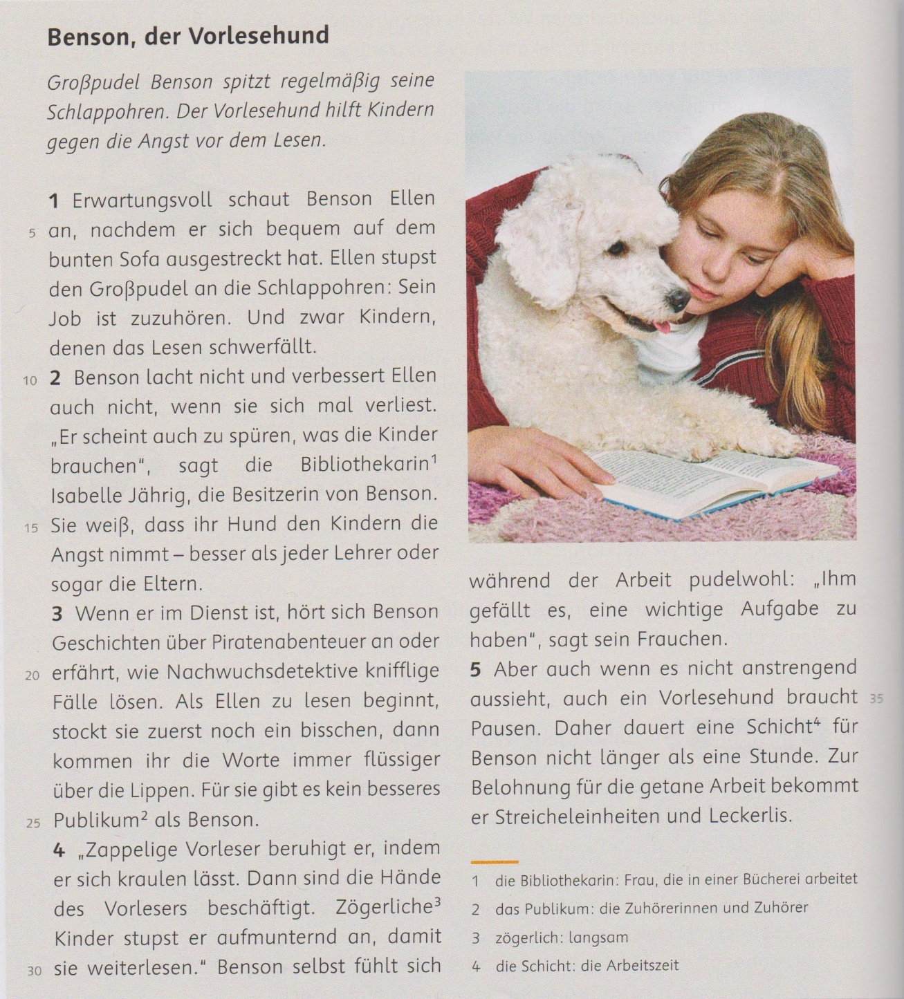 Benson, der Vorlesehund
Großpudel Benson spitzt regelmäßig seine
Schlappohren. Der Vorlesehund hilft Kindern
gegen die Angst vor dem Lesen.
1 Erwartungsvoll schaut Benson Ellen
5 an, nachdem er sich bequem auf dem
bunten Sofa ausgestreckt hat. Ellen stupst
den Großpudel an die Schlappohren: Sein
Job ist zuzuhören. Und zwar Kindern,
denen das Lesen schwerfällt.
10 2 Benson lacht nicht und verbessert Ellen
auch nicht, wenn sie sich mal verliest.
„Er scheint auch zu spüren, was die Kinder
brauchen“, sagt die Bibliothekarin¹
Isabelle Jährig, die Besitzerin von Benson.
15 Sie weiß, dass ihr Hund den Kindern die
Angst nimmt – besser als jeder Lehrer oder
sogar die Eltern.
3 Wenn er im Dienst ist, hört sich Benson
Geschichten über Piratenabenteuer an oder
20 erfährt, wie Nachwuchsdetektive knifflige
Fälle lösen. Als Ellen zu lesen beginnt,
stockt sie zuerst noch ein bisschen, dann
kommen ihr die Worte immer flüssiger
über die Lippen. Für sie gibt es kein besseres
25 Publikum² als Benson.
4 „Zappelige Vorleser beruhigt er, indem
er sich kraulen lässt. Dann sind die Hände
des Vorlesers beschäftigt. Zögerliche³
Kinder stupst er aufmunternd an, damit
30 sie weiterlesen.“ Benson selbst fühlt sich
während der Arbeit pudelwohl: „Ihm
gefällt es, eine wichtige Aufgabe zu
haben“, sagt sein Frauchen.
5 Aber auch wenn es nicht anstrengend
aussieht, auch ein Vorlesehund braucht 35
Pausen. Daher dauert eine Schicht⁴ für
Benson nicht länger als eine Stunde. Zur
Belohnung für die getane Arbeit bekommt
er Streicheleinheiten und Leckerlis.
1 die Bibliothekarin: Frau, die in einer Bücherei arbeitet
2 das Publikum: die Zuhörerinnen und Zuhörer
3 zögerlich: langsam
4 die Schicht: die Arbeitszeit